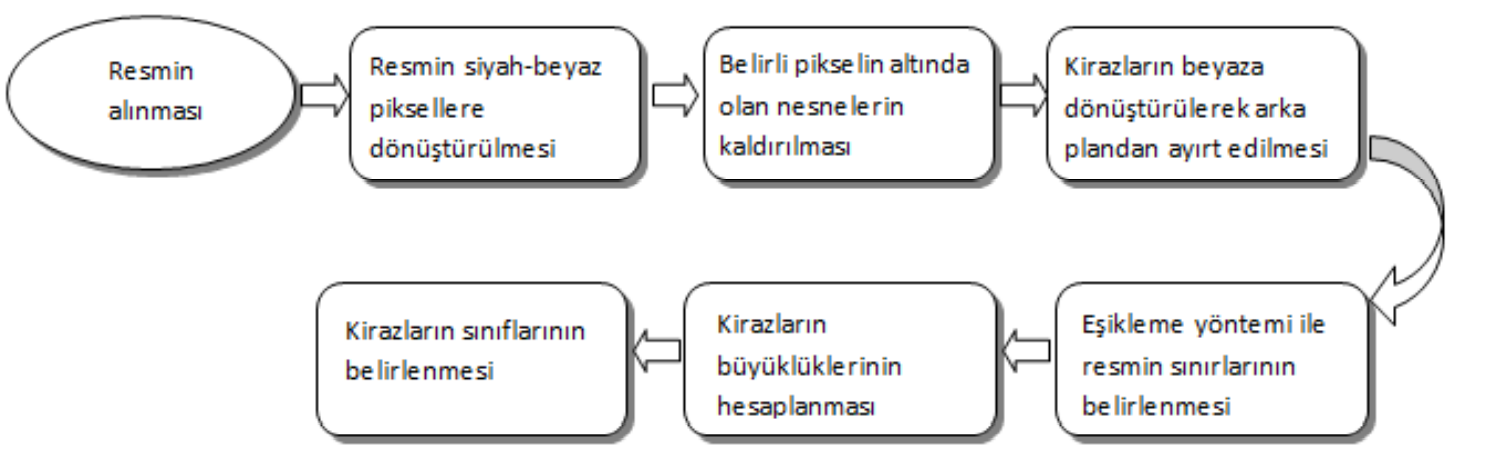 Resmin
alınması
Resmin siyah-beyaz
piksellere
dönüştürülmesi
Belirli pikselin altında
olan nesnelerin
kaldırılması
Kirazların beyaza
dönüştürülerek arka
plandan ayırt edilmesi
Eşikleme yöntemi ile
resmin sınırlarının
belirlenmesi
Kirazların
büyüklüklerinin
hesaplanması
Kirazların sınıflarının
belirlenmesi